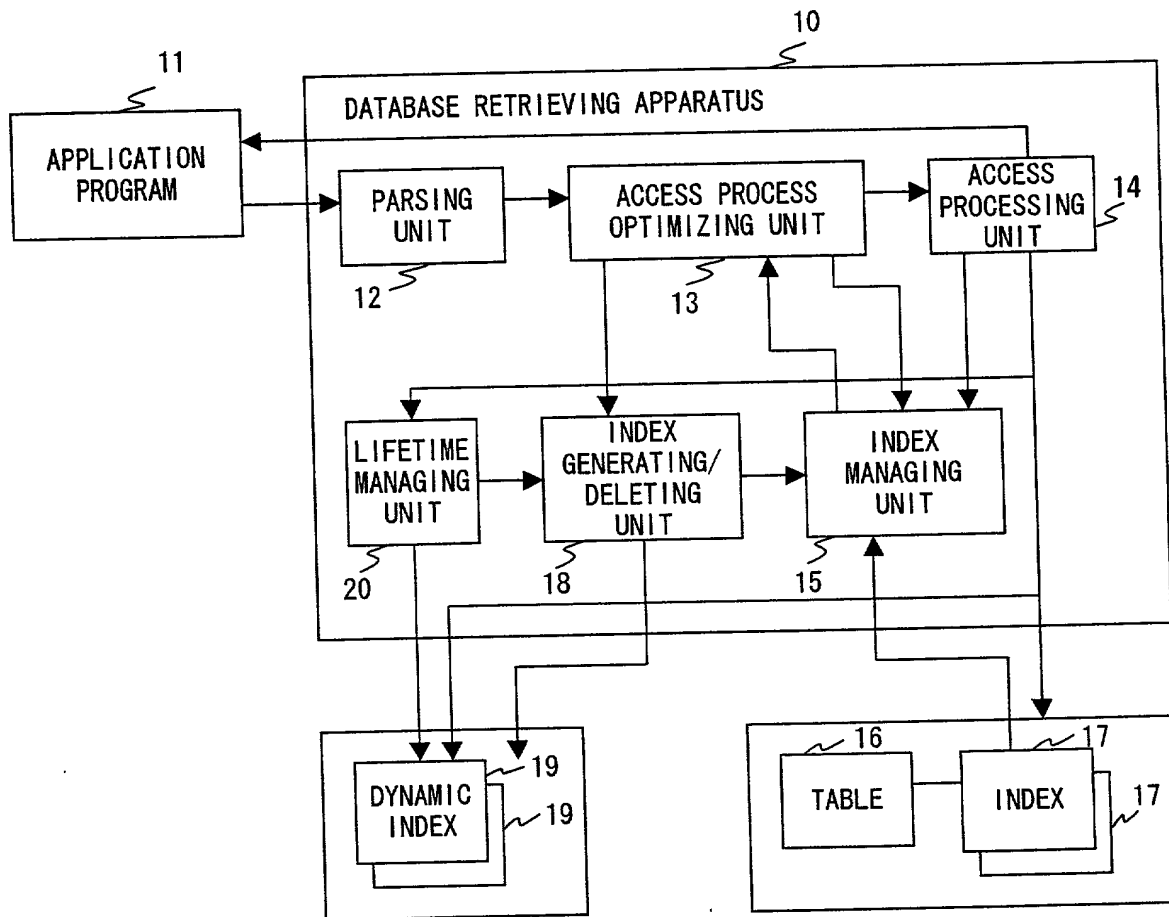 10
11
DATABASE RETRIEVING APPARATUS
APPLICATION
PROGRAM
PARSING
UNIT
ACCESS PROCESS
OPTIMIZING UNIT
ACCESS
PROCESSING
UNIT
14
12
13
LIFETIME
MANAGING
UNIT
INDEX
GENERATING/
DELETING
UNIT
INDEX
MANAGING
UNIT
20
18
15
16
17
19
DYNAMIC
INDEX
19
TABLE
INDEX
17